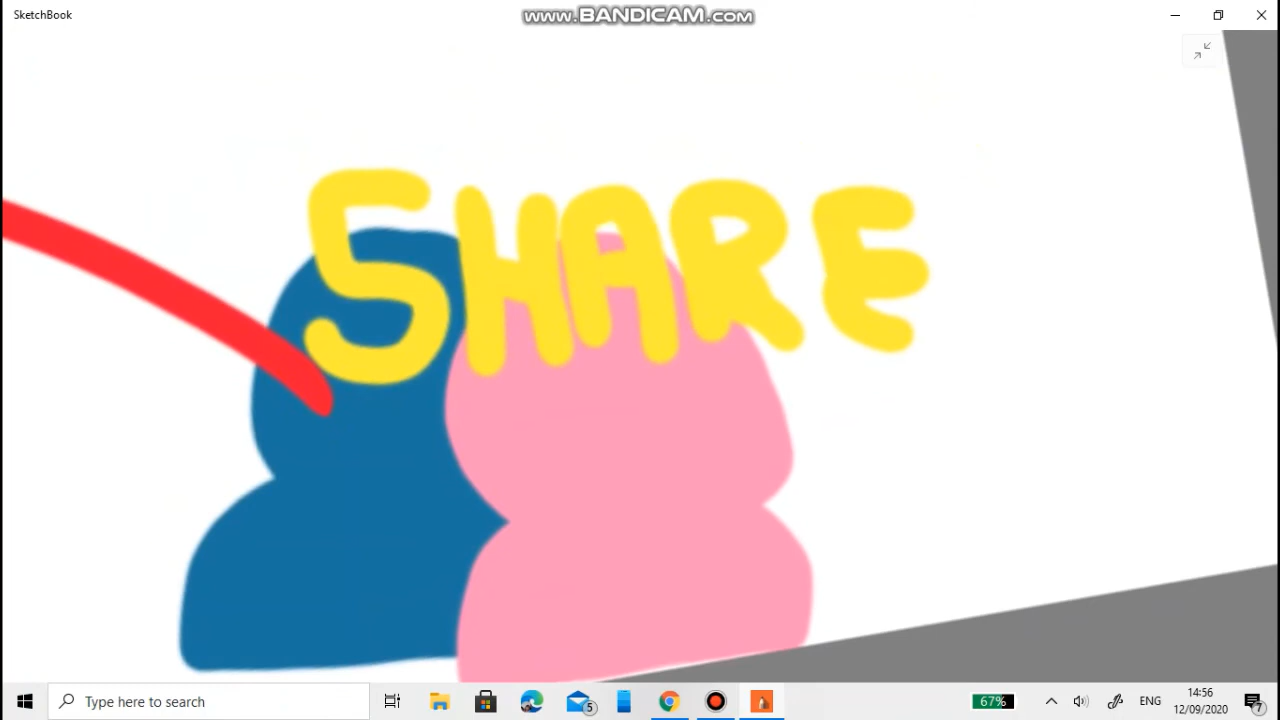 SketchBook
www.BANDICAM.com
SHARE
Type here to search
5
67%
ENG
14:56
12/09/2020
7